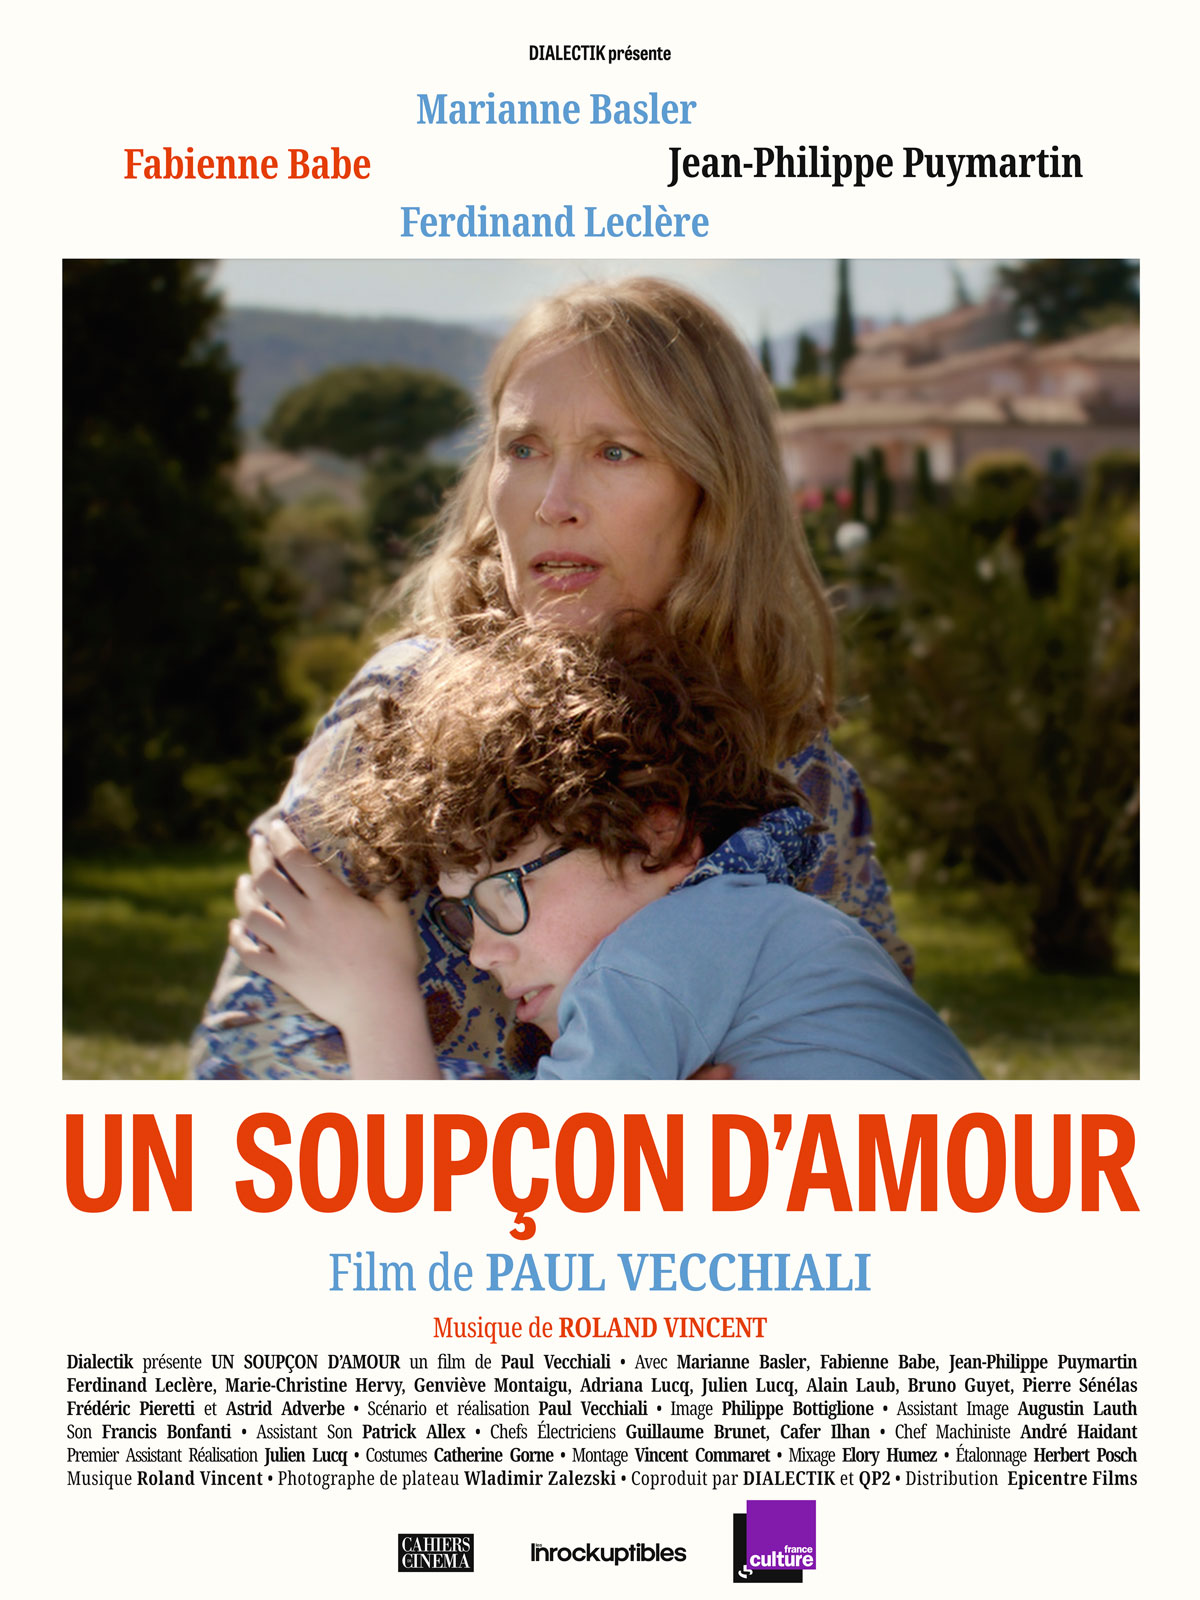 DIALECTIK présente
Marianne Basler
Fabienne Babe
Jean-Philippe Puymartin
Ferdinand Leclère
UN SOUPÇON D'AMOUR
Film de PAUL VECCHIALI
Musique de ROLAND VINCENT
Dialectik présente UN SOUPÇON D'AMOUR un film de Paul Vecchiali • Avec Marianne Basler, Fabienne Babe, Jean-Philippe Puymartin
Ferdinand Leclère, Marie-Christine Hervy, Genviève Montaigu, Adriana Lucq, Julien Lucq, Alain Laub, Bruno Guyet, Pierre Sénélas
Frédéric Pieretti et Astrid Adverbe • Scénario et réalisation Paul Vecchiali • Image Philippe Bottiglione • Assistant Image Augustin Lauth
Son Francis Bonfanti • Assistant Son Patrick Allex • Chefs Électriciens Guillaume Brunet, Cafer Ilhan • Chef Machiniste André Haidant
Premier Assistant Réalisation Julien Lucq • Costumes Catherine Gorne • Montage Vincent Commaret • Mixage Elory Humez • Étalonnage Herbert Posch
Musique Roland Vincent • Photographe de plateau Wladimir Zalezski • Coproduit par DIALECTIK et QP2 • Distribution Epicentre Films
CAHIERS
DU CINEMA
les Inrockuptibles
france
culture